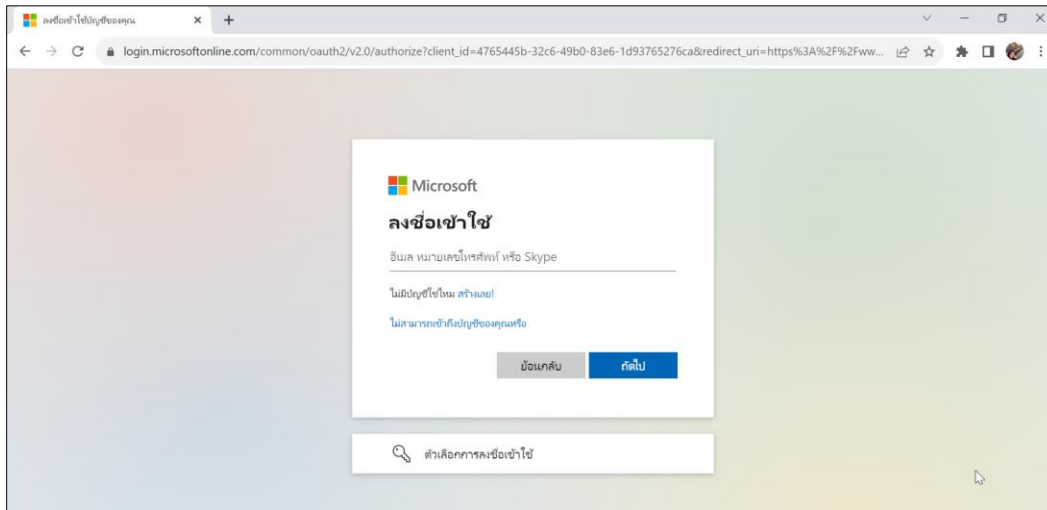 ลงชื่อเข้าใช้บัญชีของคุณ
login.microsoftonline.com/common/oauth2/v2.0/authorize?client_id=4765445b-32c6-49b0-83e6-1d93765276ca&redirect_uri=https%3A%2F%2Fww...
Microsoft
ลงชื่อเข้าใช้
อีเมล หมายเลขโทรศัพท์ หรือ Skype
ไม่มีบัญชีใช่ไหม สร้างเลย!
ไม่สามารถเข้าถึงบัญชีของคุณหรือ
ย้อนกลับ
ถัดไป
ตัวเลือกการลงชื่อเข้าใช้